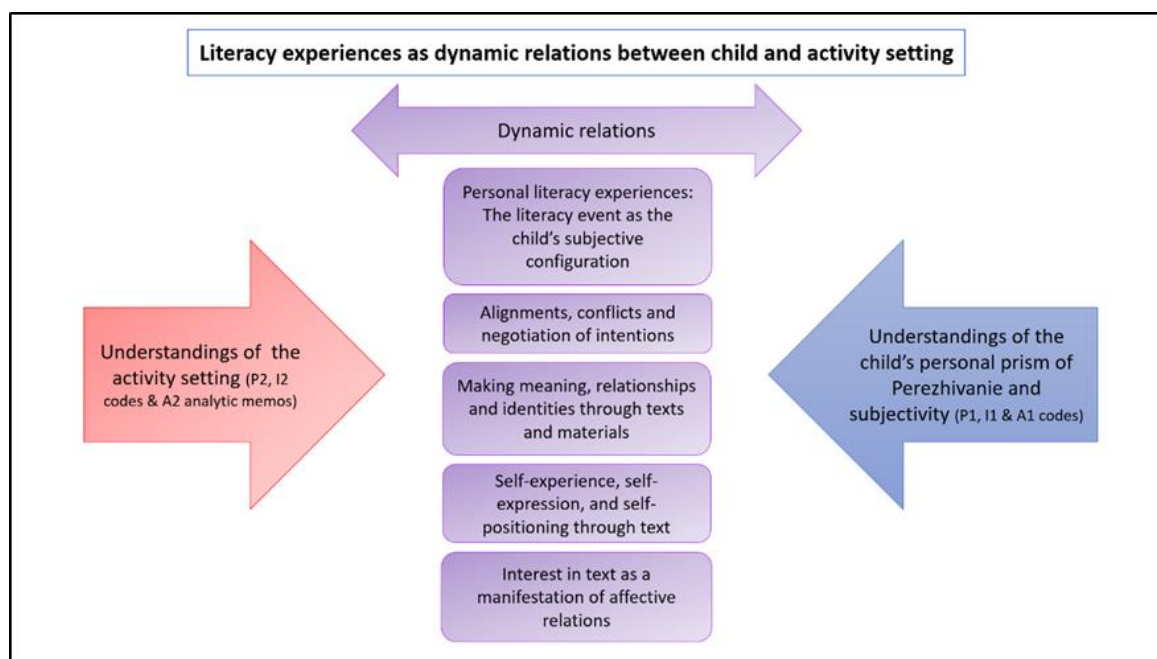 Literacy experiences as dynamic relations between child and activity setting
Dynamic relations
Personal literacy experiences:
The literacy event as the
child's subjective
configuration
Alignments, conflicts and
negotiation of intentions
Making meaning, relationships
and identities through texts
and materials
Self-experience, self-
expression, and self-
positioning through text
Interest in text as a
manifestation of affective
relations
Understandings of the
activity setting (P2, I2
codes & A2 analytic memos)
Understandings of the
child's personal prism of
Perezhivanie and
subjectivity (P1, I1 & A1 codes)